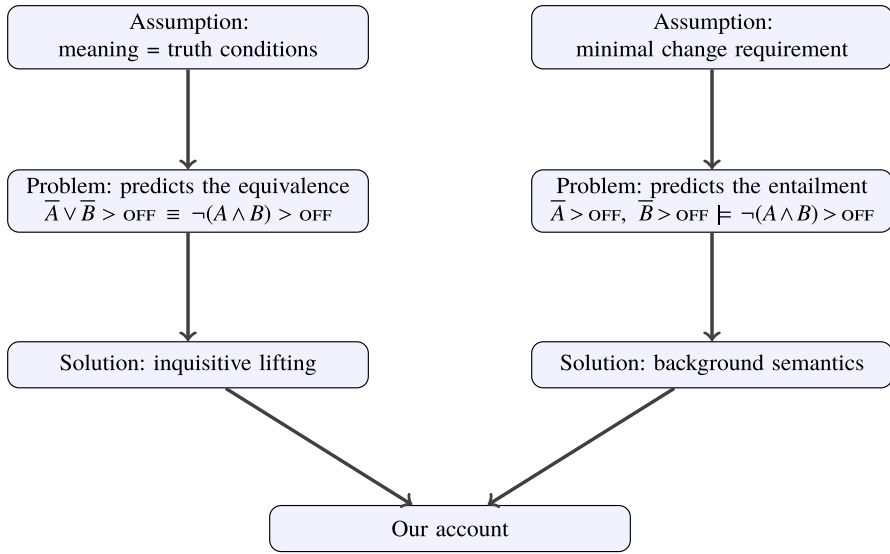 Assumption:
meaning = truth conditions
Assumption:
minimal change requirement
Problem: predicts the equivalence
A̅ ∨ B̅ > OFF ≡ ¬(A ∧ B) > OFF
Problem: predicts the entailment
A̅ > OFF, B̅ > OFF ⊨ ¬(A ∧ B) > OFF
Solution: inquisitive lifting
Solution: background semantics
Our account